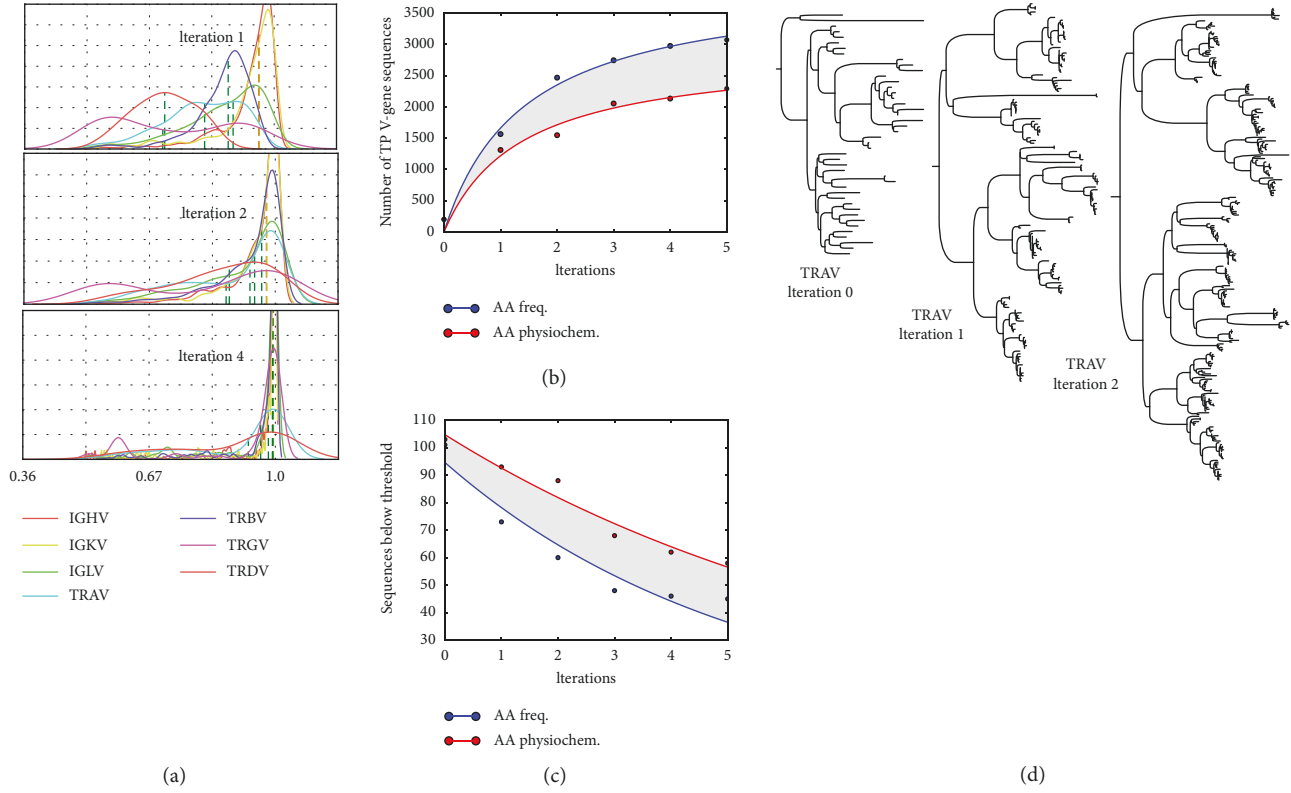 Iteration 1
Iteration 2
Iteration 4
0.36 0.67 1.0
IGHV
IGKV
IGLV
TRAV
TRBV
TRGV
TRDV
(a)
Number of TP V-gene sequences
3500
3000
2500
2000
1500
1000
500
0
0 1 2 3 4 5
Iterations
AA freq.
AA physiochem.
(b)
Sequences below threshold
110
100
90
80
70
60
50
40
30
0 1 2 3 4 5
Iterations
AA freq.
AA physiochem.
(c)
TRAV
Iteration 0
TRAV
Iteration 1
TRAV
Iteration 2
(d)